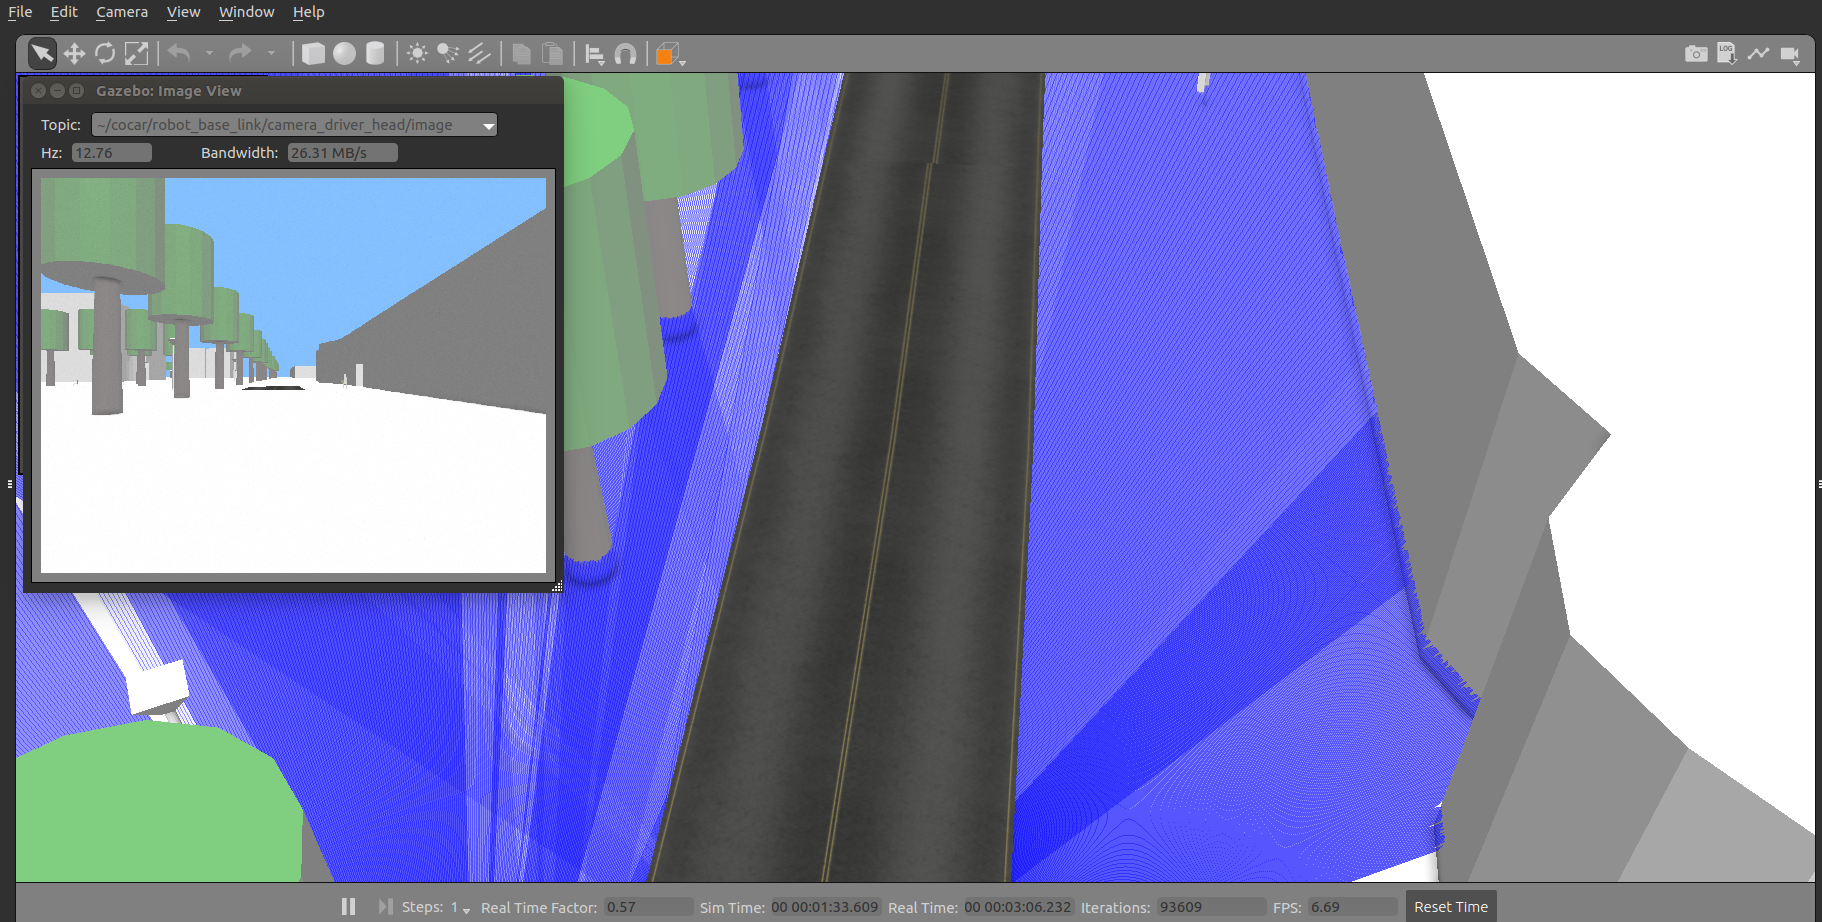 File Edit Camera View Window Help
LOG
Gazebo: Image View
Topic: ~/cocar/robot_base_link/camera_driver_head/image
Hz: 12.76 Bandwidth: 26.31 MB/s
Steps: 1 Real Time Factor: 0.57 Sim Time: 00 00:01:33.609 Real Time: 00 00:03:06.232 Iterations: 93609 FPS: 6.69 Reset Time